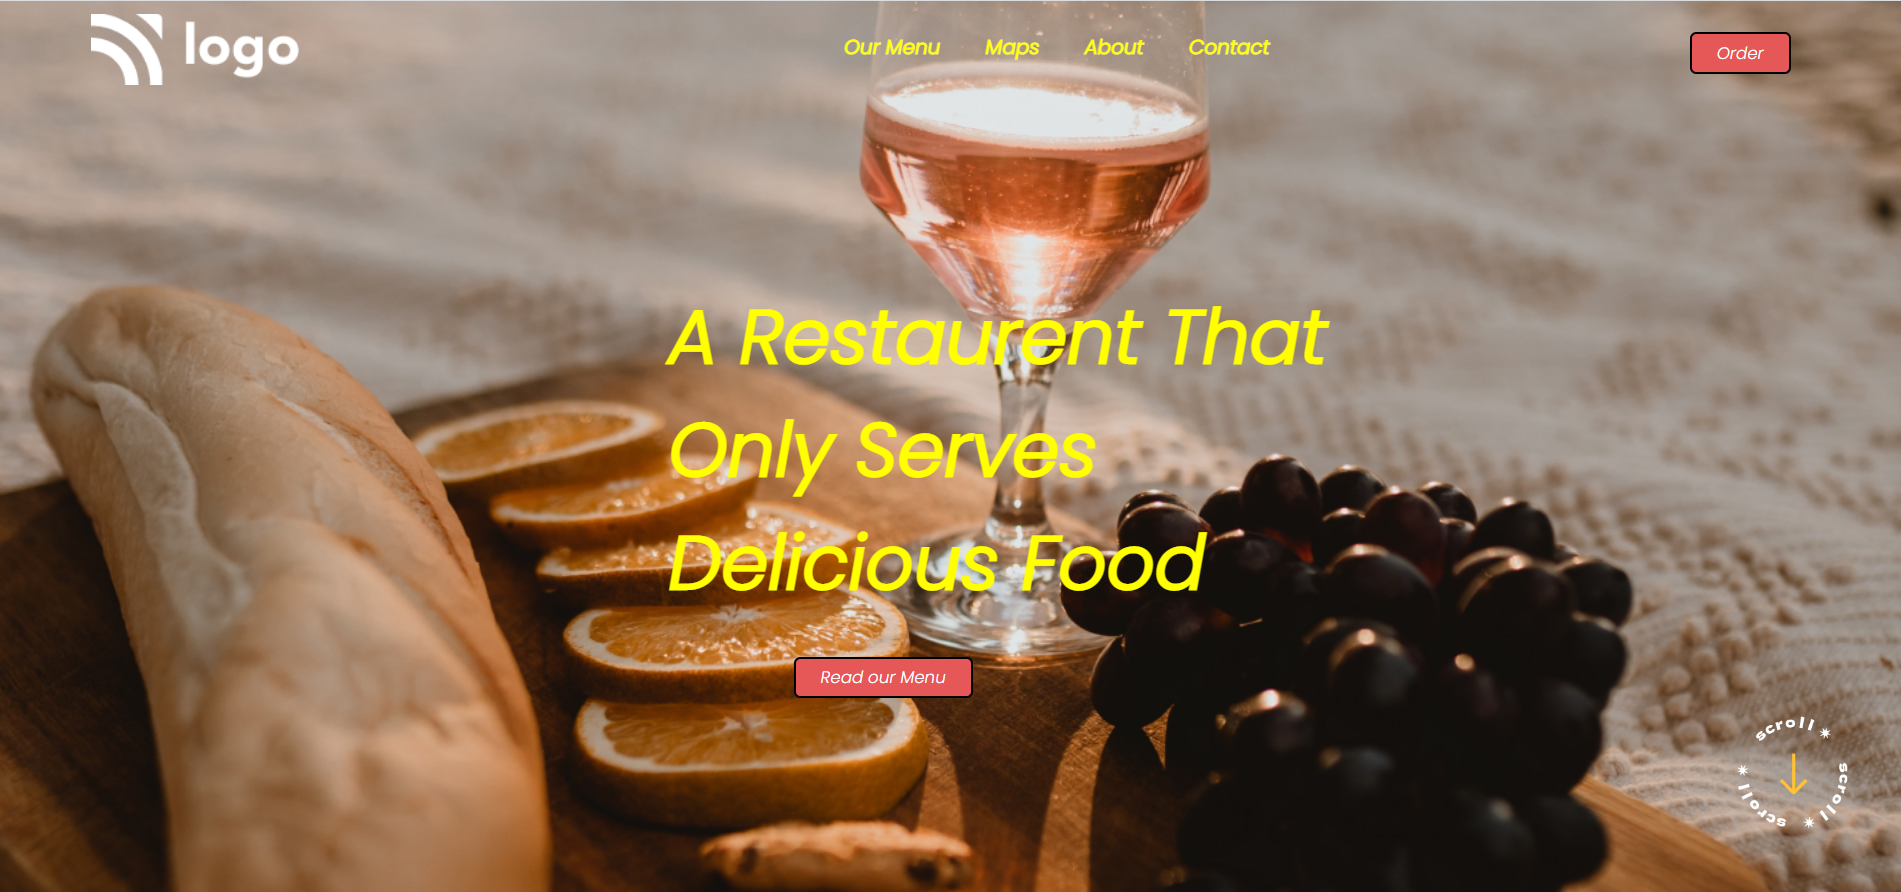 logo
Our Menu Maps About Contact
Order
A Restaurent That
Only Serves
Delicious Food
Read our Menu
scroll ✷ scroll ✷ scroll ✷